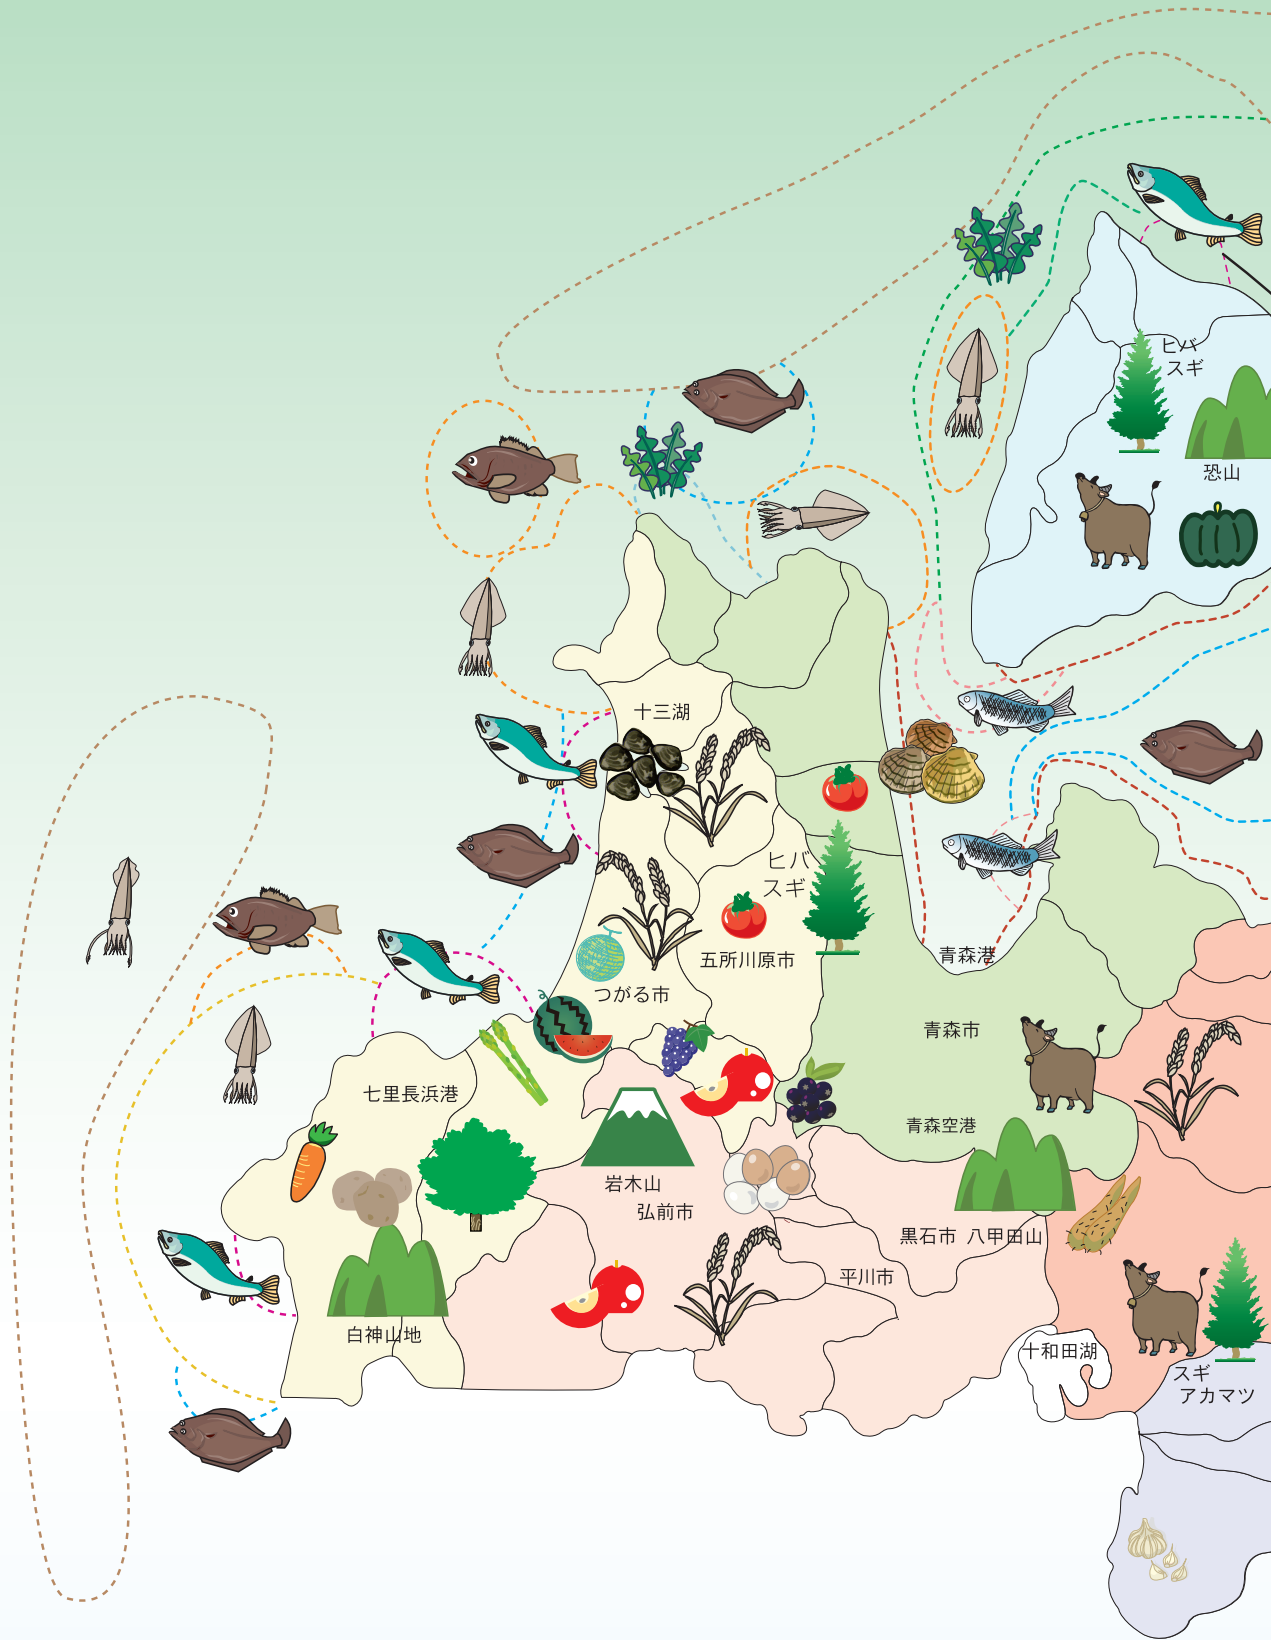 ヒバ
スギ
恐山
十三湖
ヒバ
スギ
五所川原市
つがる市
青森港
青森市
七里長浜港
青森空港
岩木山
弘前市
黒石市 八甲田山
平川市
白神山地
十和田湖
スギ
アカマツ